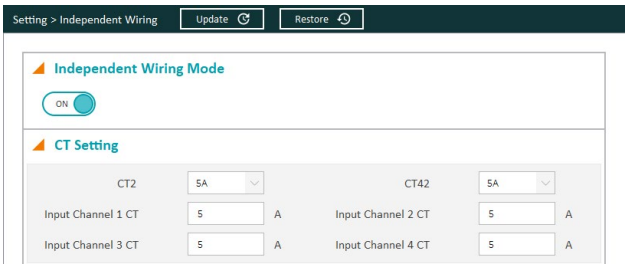 Setting > Independent Wiring Update Restore
Independent Wiring Mode
ON
CT Setting
CT2 5A CT42 5A
Input Channel 1 CT 5 A Input Channel 2 CT 5 A
Input Channel 3 CT 5 A Input Channel 4 CT 5 A